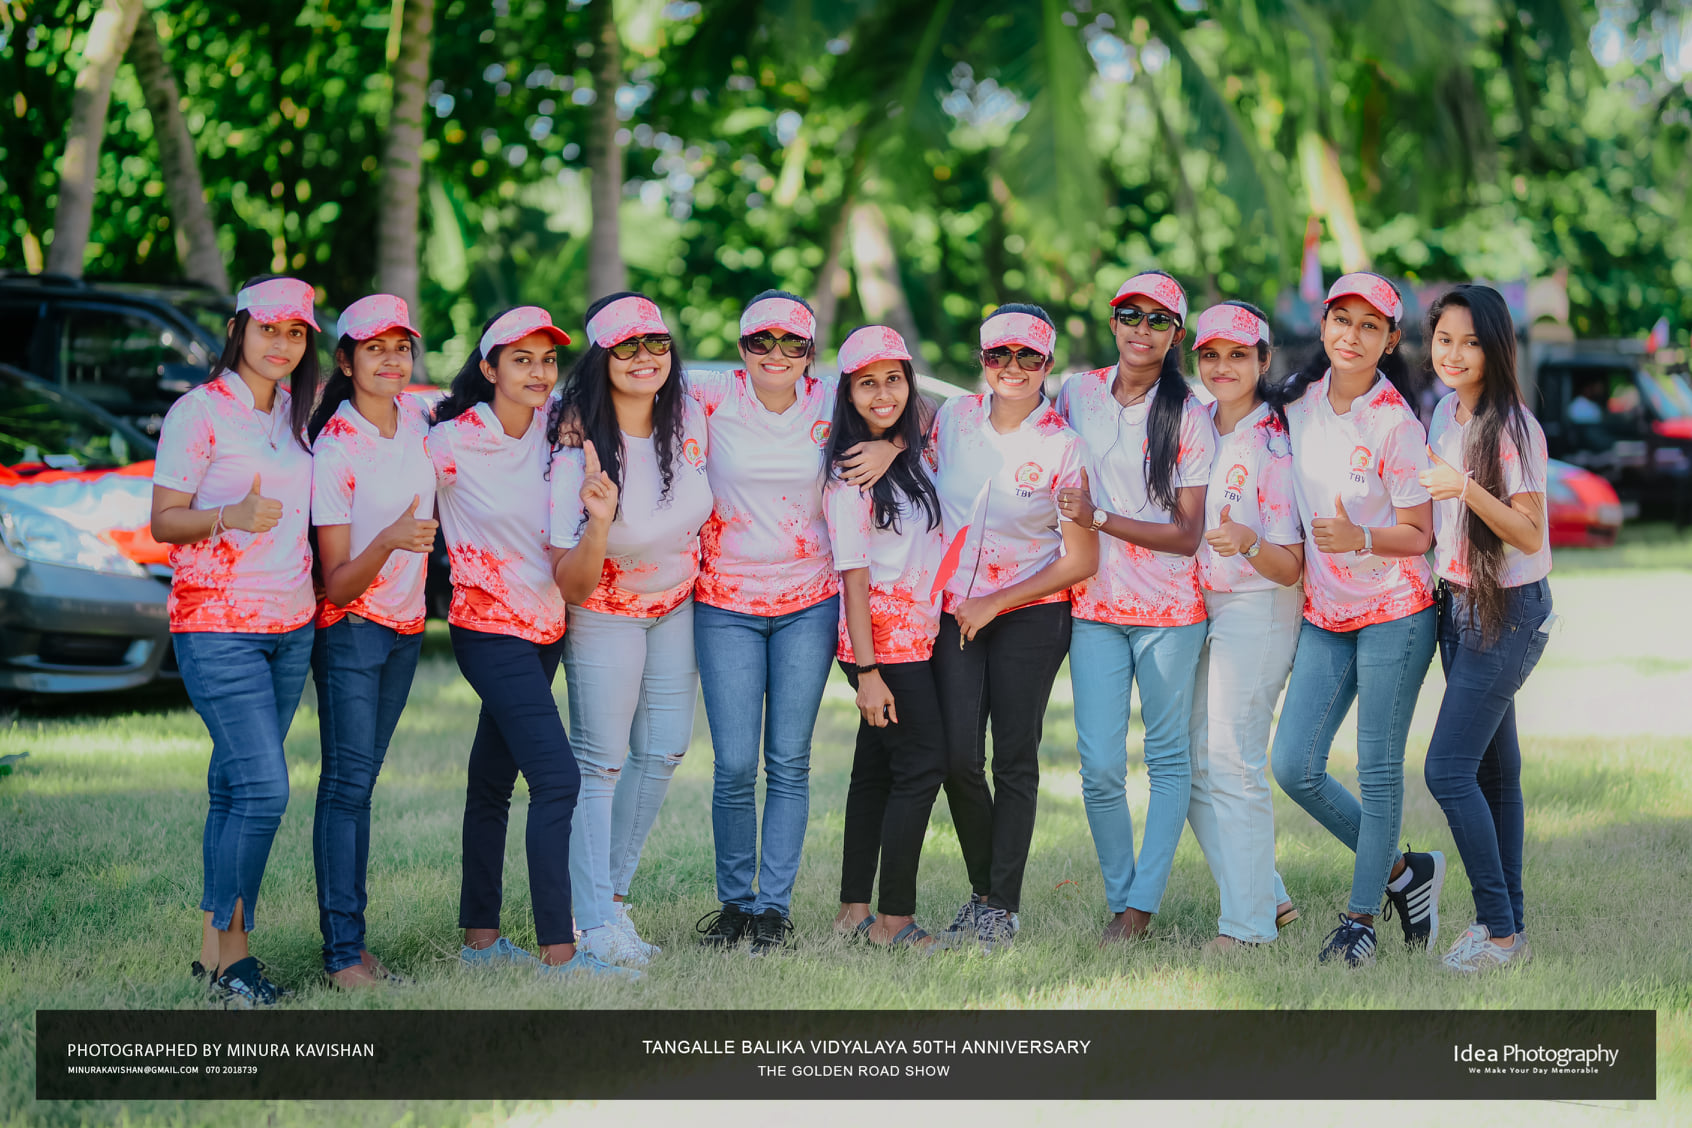 TBV
TBV
TBV
TBV
PHOTOGRAPHED BY MINURA KAVISHAN
MINURAKAVISHAN@GMAIL.COM 070 2018739
TANGALLE BALIKA VIDYALAYA 50TH ANNIVERSARY
THE GOLDEN ROAD SHOW
Idea Photography
We Make Your Day Memorable